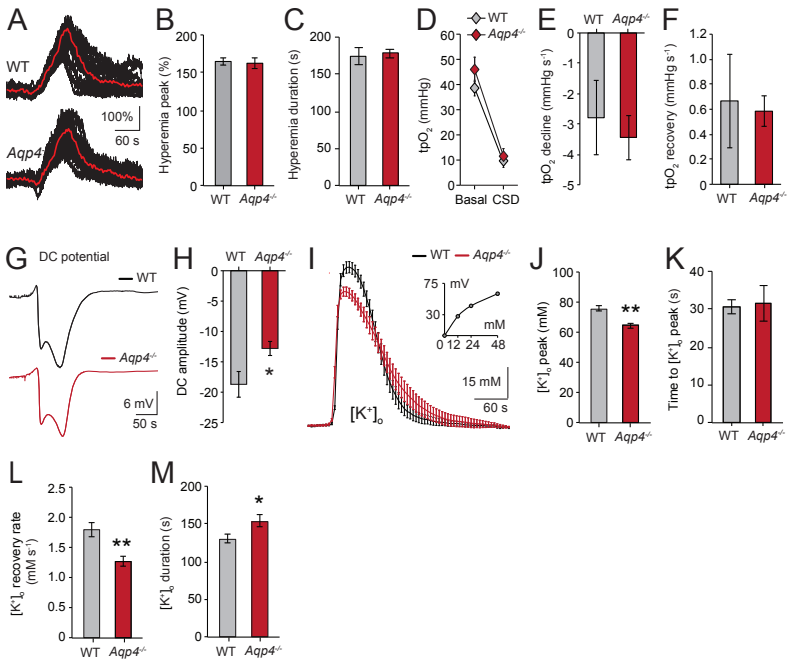 A
WT
Aqp4-
100%
60 s
B
Hyperemia peak (%)
200
150
100
50
0
WT
Aqp4-/-
C
Hyperemia duration (s)
250
200
150
100
50
0
WT
Aqp4-/-
D
WT
Aqp4-/-
tpO2
(mmHg)
60
50
40
30
20
10
0
Basal
CSD
E
WT
Aqp4-/-
tpO2 decline (mmHg s-1)
0
-1
-2
-3
-4
-5
F
tpO2 recovery (mmHg s-1)
1.2
1.0
0.8
0.6
0.4
0.2
0
WT
Aqp4-/-
G
DC potential
WT
Aqp4-/-
6 mV
50 s
H
WT
Aqp4-/-
DC amplitude (mV)
0
-5
-10
-15
-20
-25
*
I
WT
Aqp4-/-
75
mV
30
mM
0 12 24 48
15 mM
60 s
[K+]o
J
[K+]o peak (mM)
100
80
60
40
20
0
**
WT
Aqp4-/-
K
Time to [K+]o peak (s)
40
30
20
10
0
WT
Aqp4-/-
L
[K+]o recovery rate
(mM s-1)
2.5
2.0
1.5
1.0
0.5
0
**
WT
Aqp4-/-
M
[K+]o duration (s)
200
150
100
50
0
*
WT
Aqp4-/-